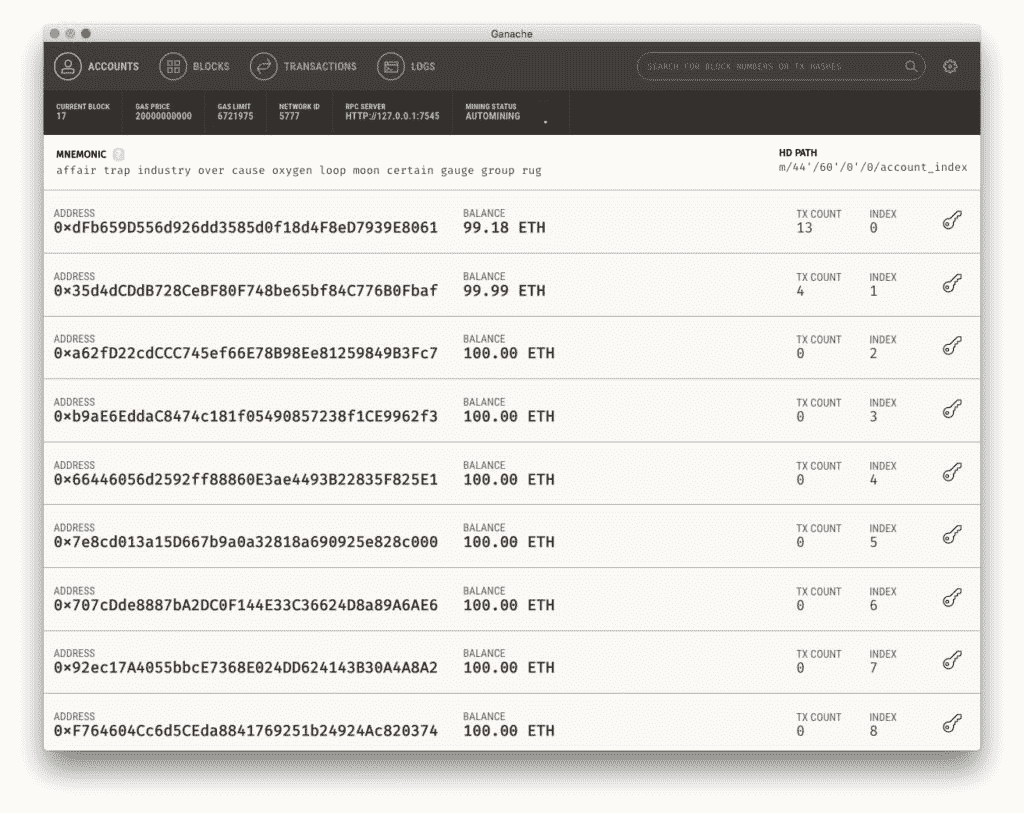 Ganache
ACCOUNTS BLOCKS TRANSACTIONS LOGS SEARCH FOR BLOCK NUMBERS OR TX HASHES
CURRENT BLOCK GAS PRICE GAS LIMIT NETWORK ID RPC SERVER MINING STATUS
17 20000000000 6721975 5777 HTTP://127.0.0.1:7545 AUTOMINING
MNEMONIC ? HD PATH
affair trap industry over cause oxygen loop moon certain gauge group rug m/44'/60'/0'/0/account_index
ADDRESS BALANCE TX COUNT INDEX
0×dFb659D556d926dd3585d0f18d4F8eD7939E8061 99.18 ETH 13 0
ADDRESS BALANCE TX COUNT INDEX
0×35d4dCDdB728CeBF80F748be65bf84C776B0Fbaf 99.99 ETH 4 1
ADDRESS BALANCE TX COUNT INDEX
0×a62fD22cdCCC745ef66E78B98Ee81259849B3Fc7 100.00 ETH 0 2
ADDRESS BALANCE TX COUNT INDEX
0×b9aE6EddaC8474c181f05490857238f1CE9962f3 100.00 ETH 0 3
ADDRESS BALANCE TX COUNT INDEX
0×66446056d2592ff88860E3ae4493B22835F825E1 100.00 ETH 0 4
ADDRESS BALANCE TX COUNT INDEX
0×7e8cd013a15D667b9a0a32818a690925e828c000 100.00 ETH 0 5
ADDRESS BALANCE TX COUNT INDEX
0×707cDde8887bA2DC0F144E33C36624D8a89A6AE6 100.00 ETH 0 6
ADDRESS BALANCE TX COUNT INDEX
0×92ec17A4055bbcE7368E024DD624143B30A4A8A2 100.00 ETH 0 7
ADDRESS BALANCE TX COUNT INDEX
0×F764604Cc6d5CEda8841769251b24924Ac820374 100.00 ETH 0 8